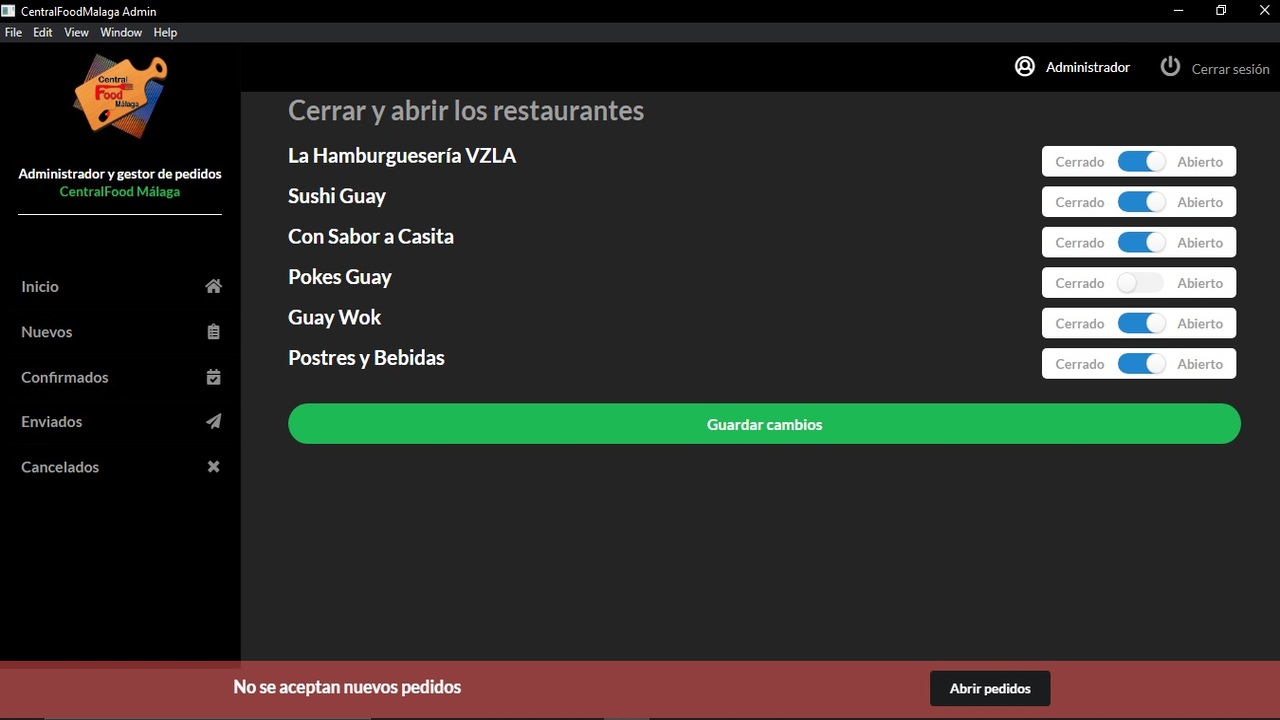 CentralFoodMalaga Admin
File Edit View Window Help
Central
Food
Málaga
Administrador
Cerrar sesión
Administrador y gestor de pedidos
CentralFood Málaga
Inicio
Nuevos
Confirmados
Enviados
Cancelados
Cerrar y abrir los restaurantes
La Hamburguesería VZLA Cerrado Abierto
Sushi Guay Cerrado Abierto
Con Sabor a Casita Cerrado Abierto
Pokes Guay Cerrado Abierto
Guay Wok Cerrado Abierto
Postres y Bebidas Cerrado Abierto
Guardar cambios
No se aceptan nuevos pedidos
Abrir pedidos